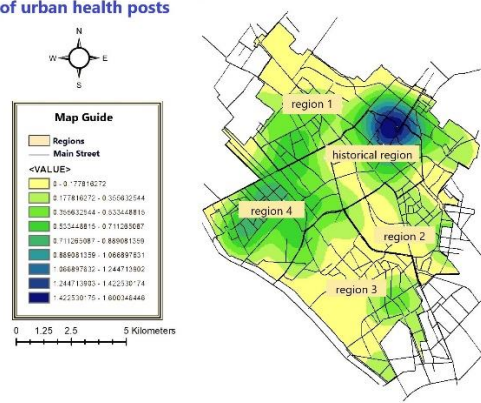 of urban health posts
N
W E
S
Map Guide
Regions
Main Street
<VALUE>
0 - 0.177816272
0.177816272 - 0.355632544
0.355632544 - 0.533448815
0.533448815 - 0.711265087
0.711265087 - 0.889081359
0.889081359 - 1.066897631
1.066897632 - 1.244713902
1.244713903 - 1.422530174
1.422530175 - 1.600346446
0 1.25 2.5 5 Kilometers
region 1
historical region
region 4
region 2
region 3